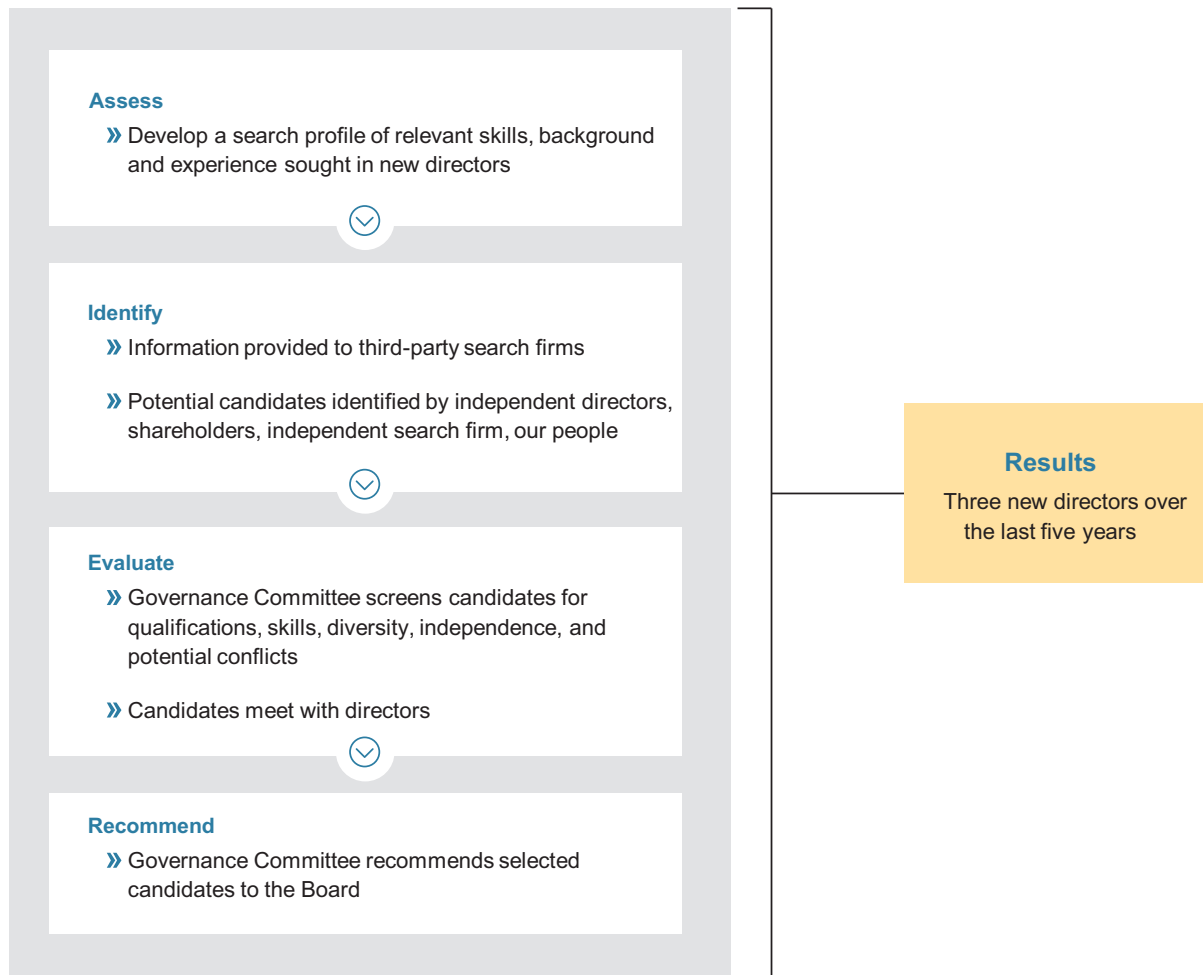 Assess
» Develop a search profile of relevant skills, background
and experience sought in new directors
Identify
» Information provided to third-party search firms
» Potential candidates identified by independent directors,
shareholders, independent search firm, our people
Evaluate
» Governance Committee screens candidates for
qualifications, skills, diversity, independence, and
potential conflicts
» Candidates meet with directors
Recommend
» Governance Committee recommends selected
candidates to the Board
Results
Three new directors over
the last five years